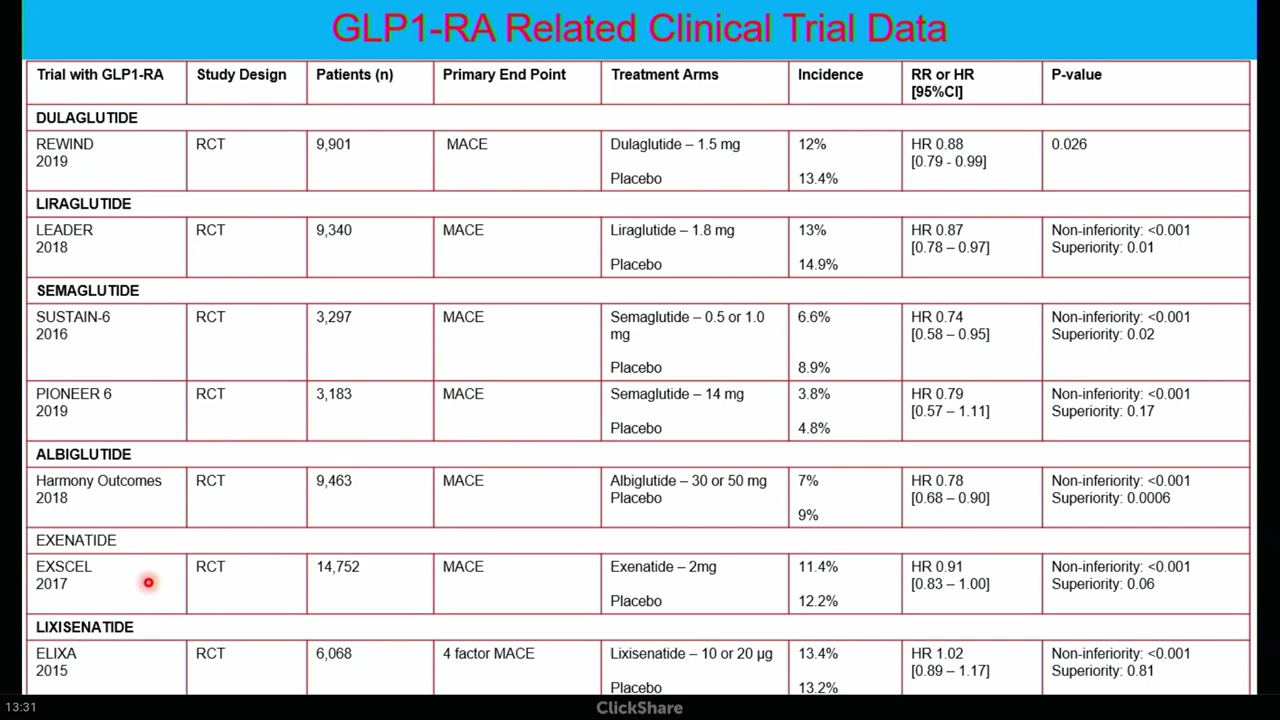 GLP1-RA Related Clinical Trial Data
Trial with GLP1-RA Study Design Patients (n) Primary End Point Treatment Arms Incidence RR or HR P-value
[95%CI]
DULAGLUTIDE
REWIND RCT 9,901 MACE Dulaglutide – 1.5 mg 12% HR 0.88 0.026
2019 [0.79 - 0.99]
Placebo 13.4%
LIRAGLUTIDE
LEADER RCT 9,340 MACE Liraglutide – 1.8 mg 13% HR 0.87 Non-inferiority: <0.001
2018 [0.78 – 0.97] Superiority: 0.01
Placebo 14.9%
SEMAGLUTIDE
SUSTAIN-6 RCT 3,297 MACE Semaglutide – 0.5 or 1.0 6.6% HR 0.74 Non-inferiority: <0.001
2016 mg [0.58 – 0.95] Superiority: 0.02
Placebo 8.9%
PIONEER 6 RCT 3,183 MACE Semaglutide – 14 mg 3.8% HR 0.79 Non-inferiority: <0.001
2019 [0.57 – 1.11] Superiority: 0.17
Placebo 4.8%
ALBIGLUTIDE
Harmony Outcomes RCT 9,463 MACE Albiglutide – 30 or 50 mg 7% HR 0.78 Non-inferiority: <0.001
2018 Placebo [0.68 – 0.90] Superiority: 0.0006
9%
EXENATIDE
EXSCEL RCT 14,752 MACE Exenatide – 2mg 11.4% HR 0.91 Non-inferiority: <0.001
2017 [0.83 – 1.00] Superiority: 0.06
Placebo 12.2%
LIXISENATIDE
ELIXA RCT 6,068 4 factor MACE Lixisenatide – 10 or 20 µg 13.4% HR 1.02 Non-inferiority: <0.001
2015 [0.89 – 1.17] Superiority: 0.81
Placebo 13.2%
13:31 ClickShare